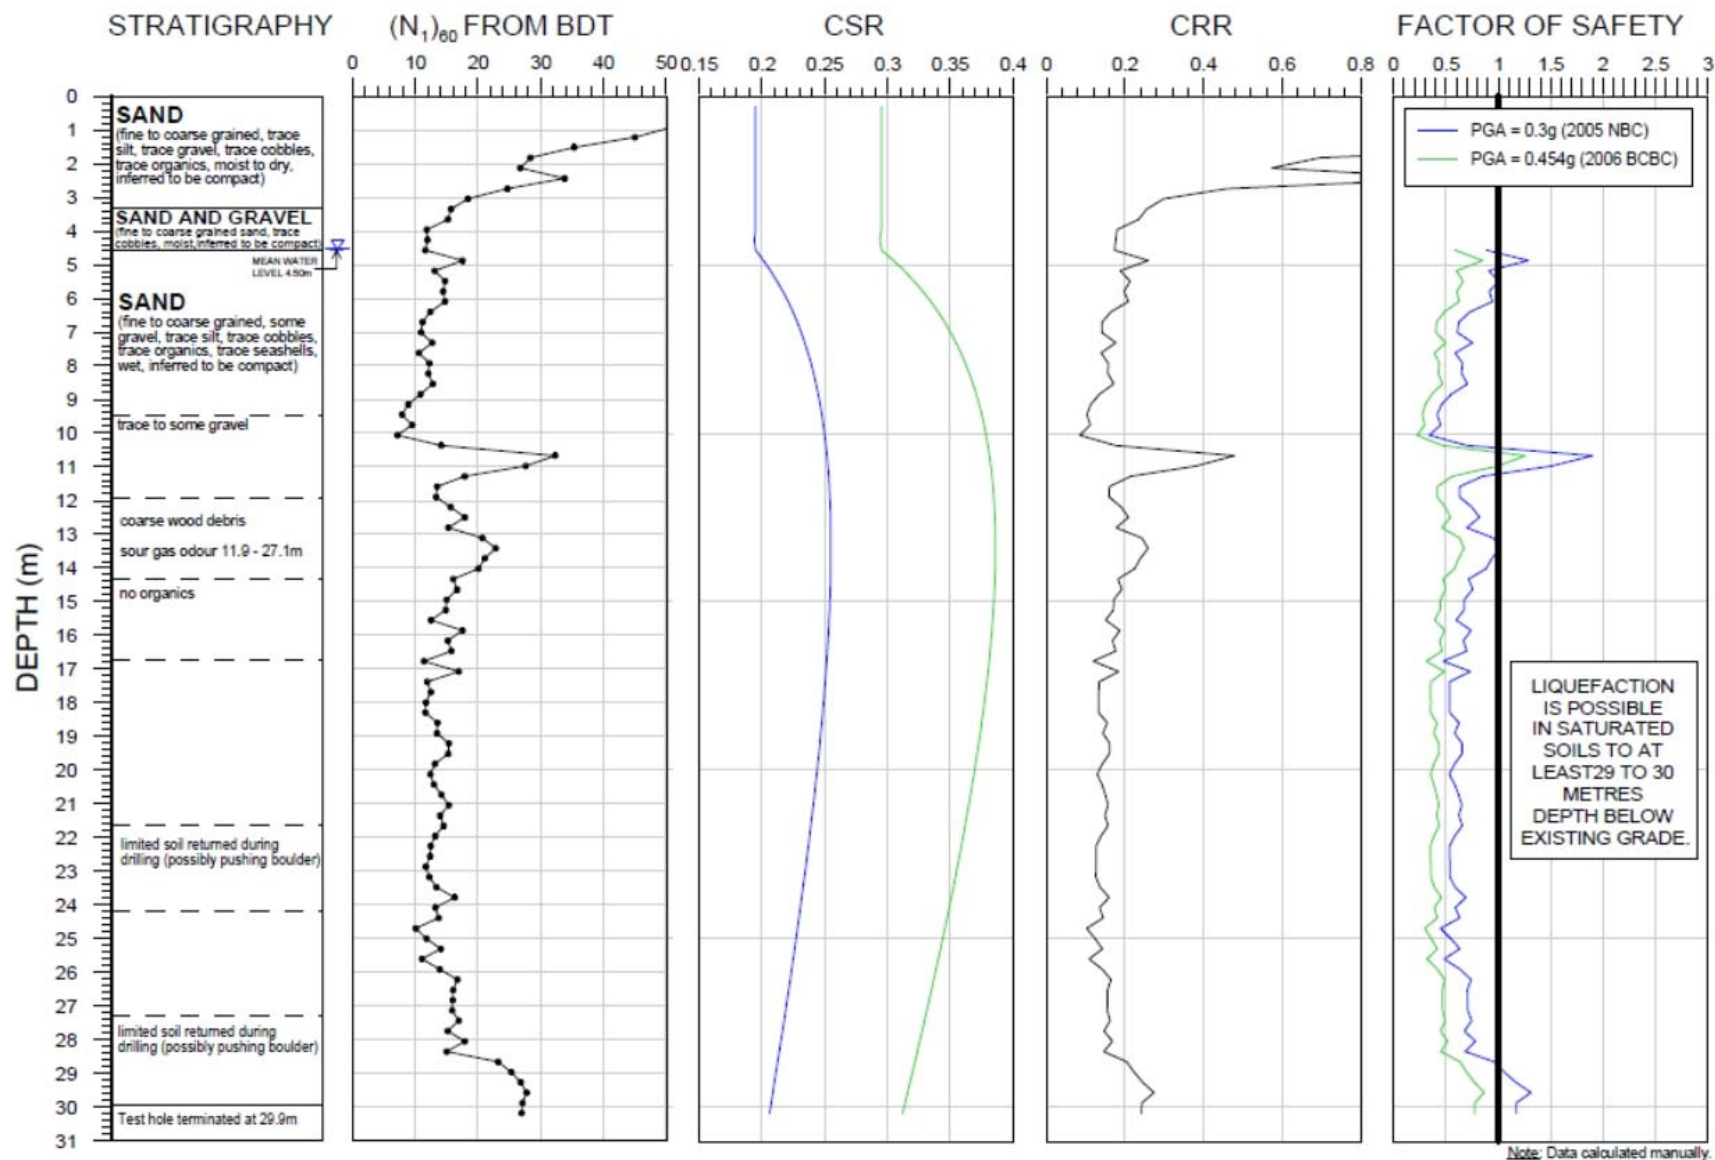 STRATIGRAPHY (N₁)₆₀ FROM BDT CSR CRR FACTOR OF SAFETY
0 10 20 30 40 50 0.15 0.2 0.25 0.3 0.35 0.4 0 0.2 0.4 0.6 0.8 0 0.5 1 1.5 2 2.5 3
DEPTH (m)
0
1
2
3
4
5
6
7
8
9
10
11
12
13
14
15
16
17
18
19
20
21
22
23
24
25
26
27
28
29
30
31
SAND
(fine to coarse grained, trace
silt, trace gravel, trace cobbles,
trace organics, moist to dry,
inferred to be compact)
SAND AND GRAVEL
(fine to coarse grained sand, trace
cobbles, moist,inferred to be compact)
MEAN WATER
LEVEL 4.50m
SAND
(fine to coarse grained, some
gravel, trace silt, trace cobbles,
trace organics, trace seashells,
wet, inferred to be compact)
trace to some gravel
coarse wood debris
sour gas odour 11.9 - 27.1m
no organics
limited soil returned during
drilling (possibly pushing boulder)
limited soil returned during
drilling (possibly pushing boulder)
Test hole terminated at 29.9m
PGA = 0.3g (2005 NBC)
PGA = 0.454g (2006 BCBC)
LIQUEFACTION
IS POSSIBLE
IN SATURATED
SOILS TO AT
LEAST29 TO 30
METRES
DEPTH BELOW
EXISTING GRADE.
Note: Data calculated manually.